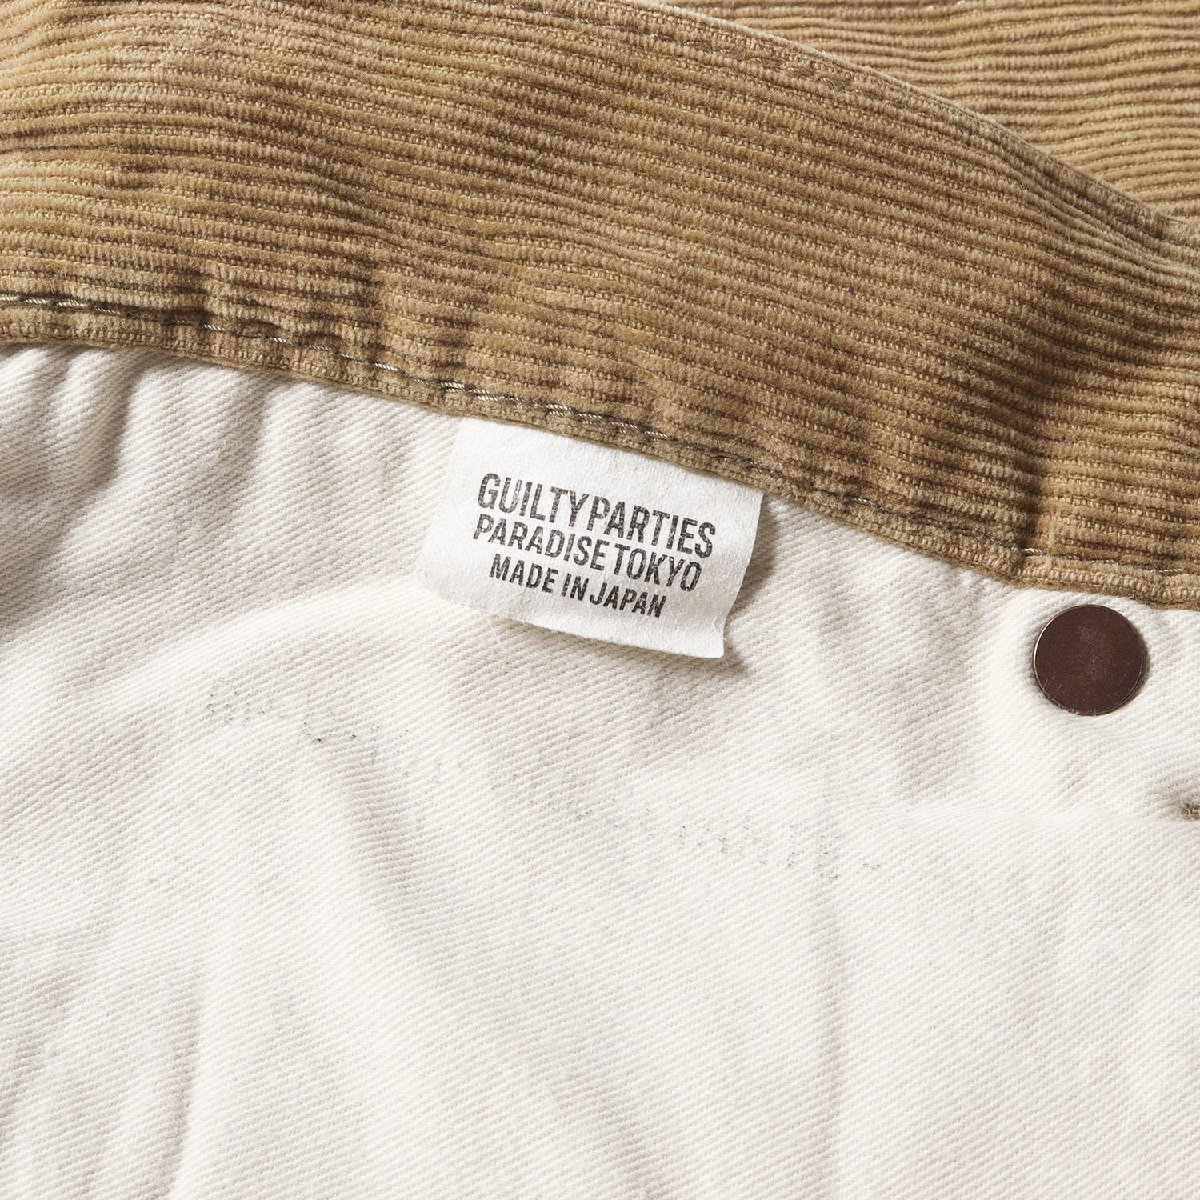 GUILTY PARTIES
PARADISE TOKYO
MADE IN JAPAN